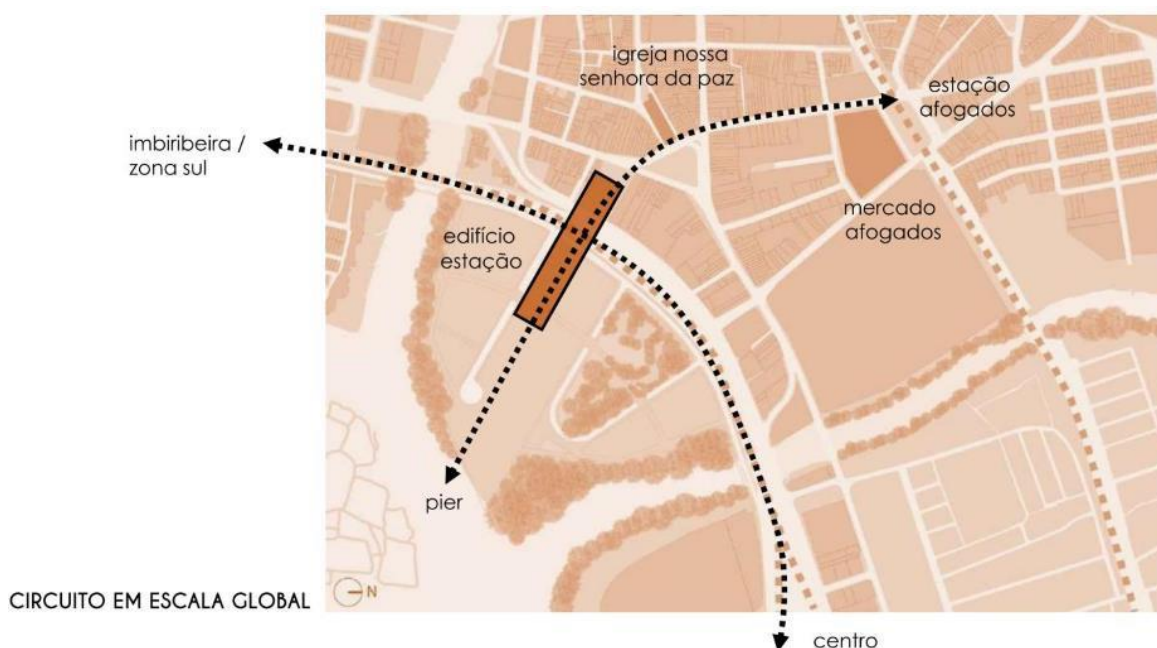 igreja nossa
senhora da paz
estação
afogados
imbiribeira /
zona sul
mercado
afogados
edifício
estação
pier
N
CIRCUITO EM ESCALA GLOBAL
centro